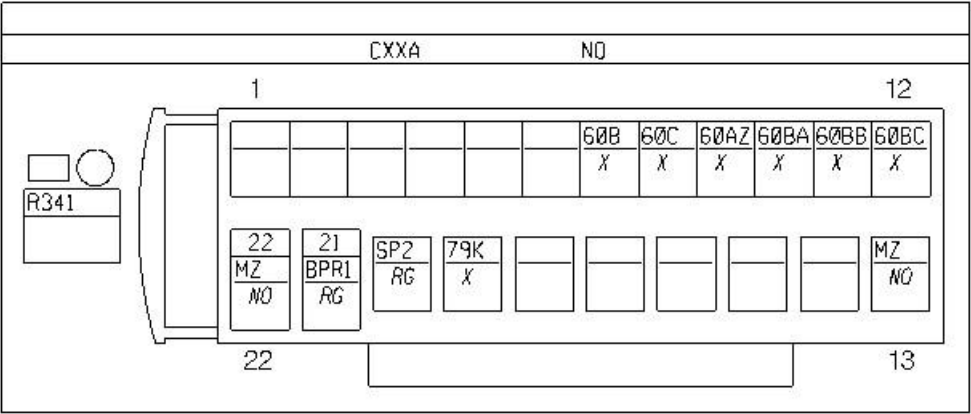 CXXA NO
1 12
60B 60C 60AZ 60BA 60BB 60BC
X X X X X X
R341
22 21 SP2 79K MZ
MZ BPR1 RG X NO
NO RG
22 13